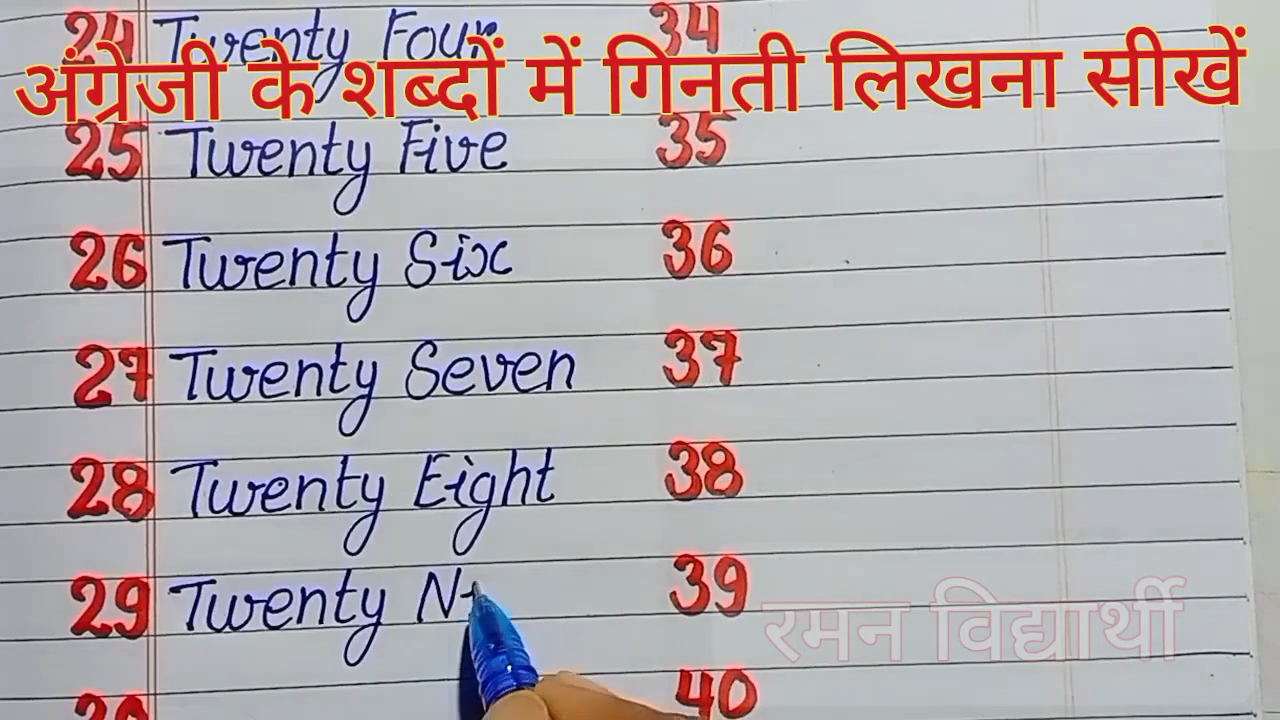 24 Twenty Four 34
अंग्रेजी के शब्दों में गिनती लिखना सीखें
25 Twenty Five 35
26 Twenty Six 36
27 Twenty Seven 37
28 Twenty Eight 38
29 Twenty N 39
रमन विद्यार्थी
30 40